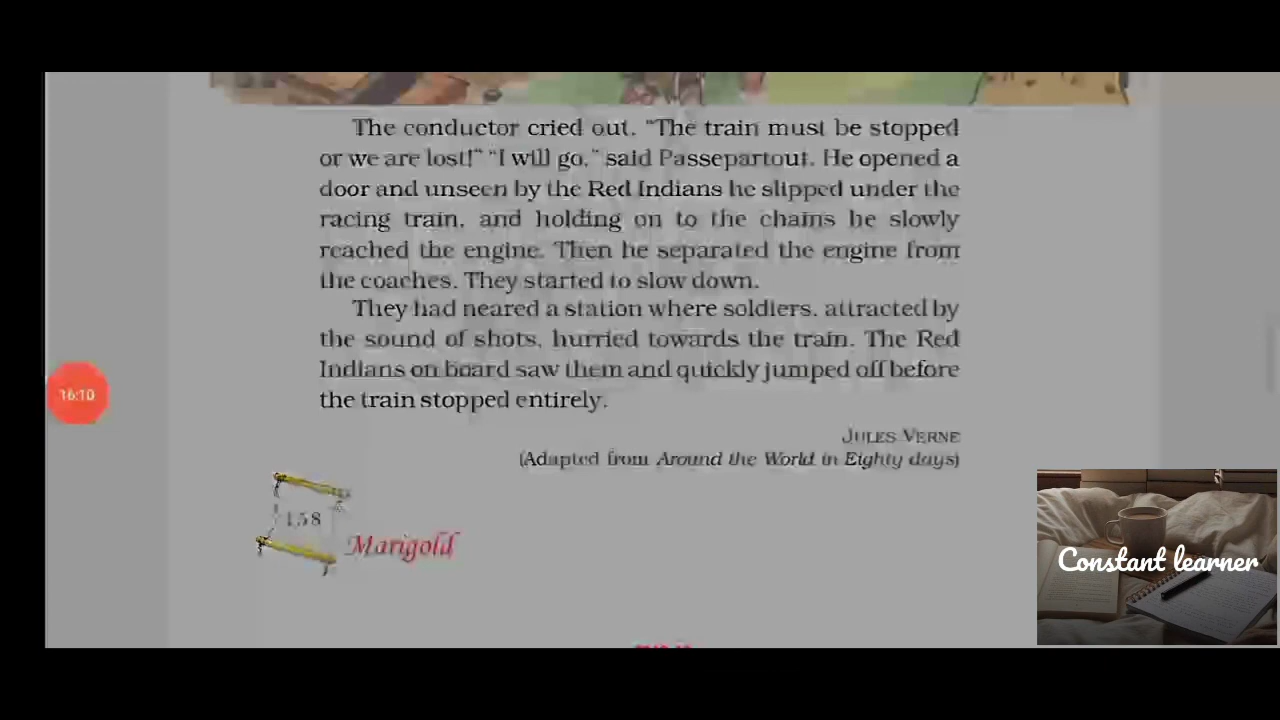 The conductor cried out. "The train must be stopped
or we are lost!" "I will go," said Passepartout. He opened a
door and unseen by the Red Indians he slipped under the
racing train, and holding on to the chains he slowly
reached the engine. Then he separated the engine from
the coaches. They started to slow down.
They had neared a station where soldiers, attracted by
the sound of shots, hurried towards the train. The Red
Indians on board saw them and quickly jumped off before
the train stopped entirely.
JULES VERNE
(Adapted from Around the World in Eighty days)
158
Marigold
16:10
Constant learner